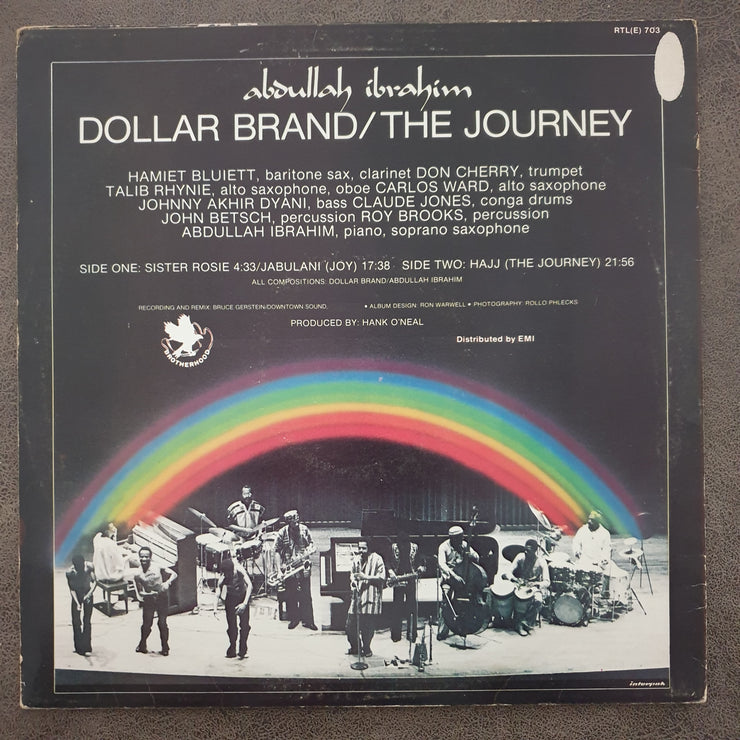 RTL(E) 703
abdullah ibrahim
DOLLAR BRAND/THE JOURNEY
HAMIET BLUIETT, baritone sax, clarinet DON CHERRY, trumpet
TALIB RHYNIE, alto saxophone, oboe CARLOS WARD, alto saxophone
JOHNNY AKHIR DYANI, bass CLAUDE JONES, conga drums
JOHN BETSCH, percussion ROY BROOKS, percussion
ABDULLAH IBRAHIM, piano, soprano saxophone
SIDE ONE: SISTER ROSIE 4:33/JABULANI (JOY) 17:38 SIDE TWO: HAJJ (THE JOURNEY) 21:56
ALL COMPOSITIONS: DOLLAR BRAND/ABDULLAH IBRAHIM
RECORDING AND REMIX: BRUCE GERSTEIN/DOWNTOWN SOUND. • ALBUM DESIGN: RON WARWELL • PHOTOGRAPHY: ROLLO PHLECKS
PRODUCED BY: HANK O'NEAL
BROTHERHOOD
Distributed by EMI
interpak